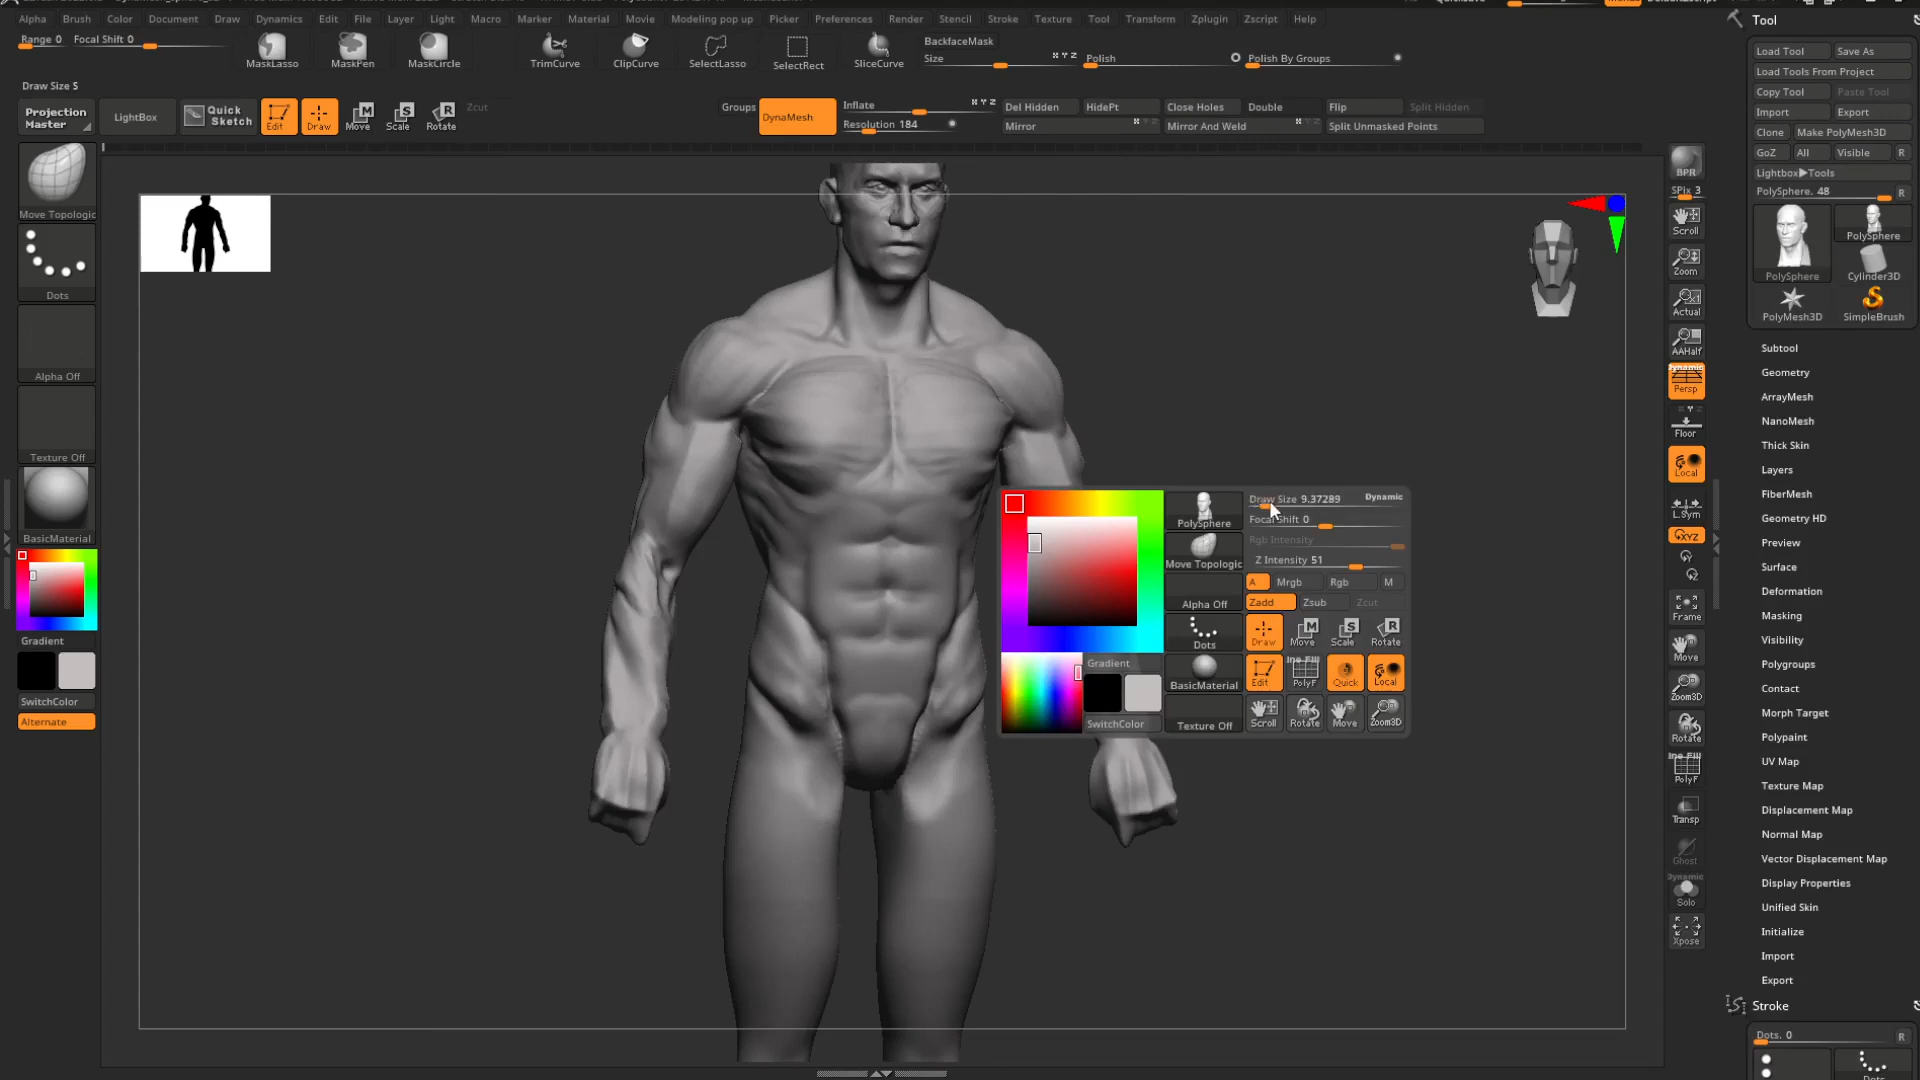 Alpha Brush Color Document Draw Dynamics Edit File Layer Light Macro Marker Material Movie Modeling pop up Picker Preferences Render Stencil Stroke Texture Tool Transform Zplugin Zscript Help
Range 0 Focal Shift 0
MaskLasso MaskPen MaskCircle TrimCurve ClipCurve SelectLasso SelectRect SliceCurve
BackfaceMask
Size Polish Polish By Groups
Draw Size S
Projection
Master
LightBox
Quick
Sketch
Edit Draw Move Scale Rotate
Zcut
Groups
DynaMesh
Inflate
Resolution 184
Del Hidden HidePt Close Holes Double Flip Split Hidden
Mirror Mirror And Weld Split Unmasked Points
Move Topologic
Dots
Alpha Off
Texture Off
BasicMaterial
Gradient
SwitchColor
Alternate
PolySphere
Move Topologic
Alpha Off
Dots
BasicMaterial
Texture Off
Gradient
SwitchColor
Draw Size 9.37289 Dynamic
Focal Shift 0
Rgb Intensity
Z Intensity 51
A Mrgb Rgb M
Zadd Zsub Zcut
Draw Move Scale Rotate
Edit PolyF Quick Local
Scroll Rotate Move Zoom3D
BPR
SPix 3
Scroll
Zoom
Actual
AAHalf
Dynamic
Persp
Floor
Local
L.Sym
XYZ
Frame
Move
Zoom3D
Rotate
PolyF
Transp
Ghost
Dynamic
Solo
Xpose
Tool
Load Tool Save As
Load Tools From Project
Copy Tool Paste Tool
Import Export
Clone Make PolyMesh3D
GoZ All Visible R
Lightbox▶Tools
PolySphere. 48 R
PolySphere
PolySphere
Cylinder3D
PolyMesh3D
SimpleBrush
Subtool
Geometry
ArrayMesh
NanoMesh
Thick Skin
Layers
FiberMesh
Geometry HD
Preview
Surface
Deformation
Masking
Visibility
Polygroups
Contact
Morph Target
Polypaint
UV Map
Texture Map
Displacement Map
Normal Map
Vector Displacement Map
Display Properties
Unified Skin
Initialize
Import
Export
Stroke
Dots. 0 R